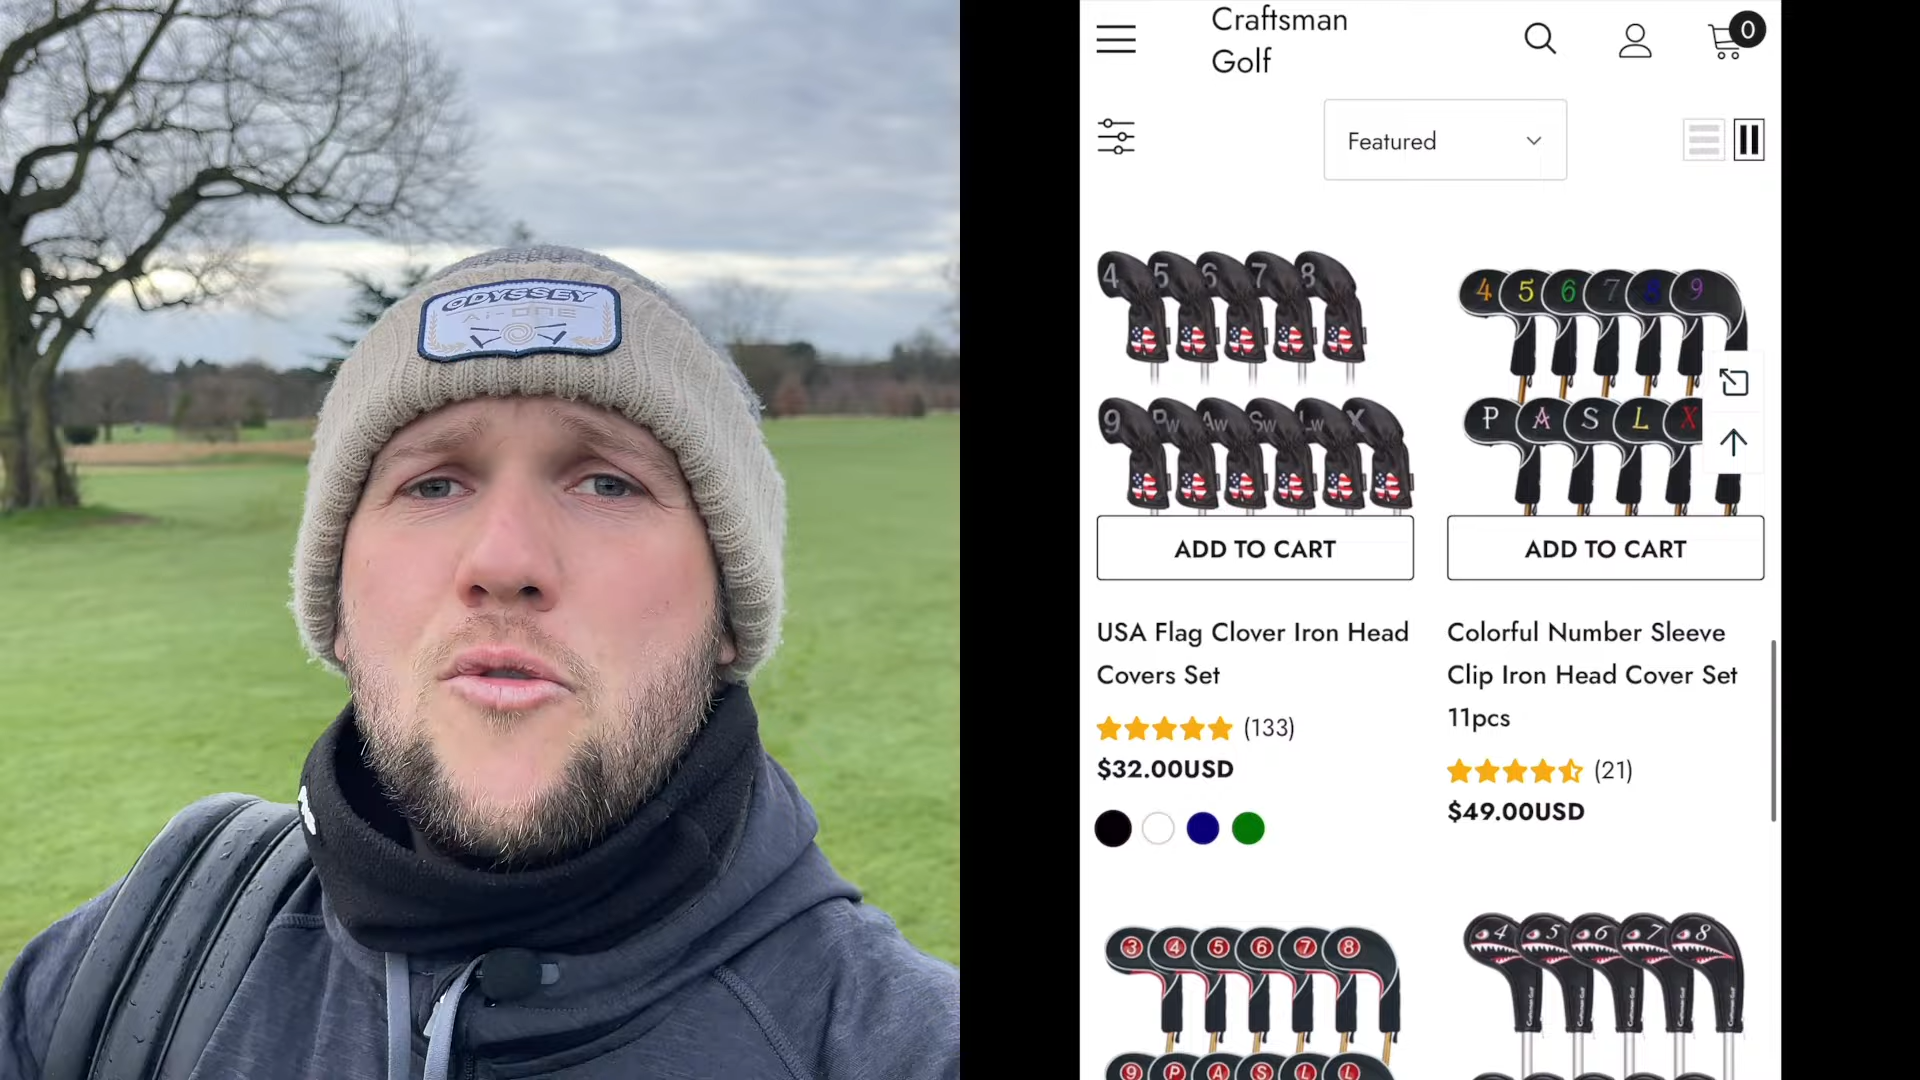 ODYSSEY
Ai-ONE
Craftsman
Golf
0
Featured
4 5 6 7 8
9 PW AW SW LW X
4 5 6 7 8 9
P A S L X
ADD TO CART
ADD TO CART
USA Flag Clover Iron Head
Covers Set
(133)
$32.00USD
Colorful Number Sleeve
Clip Iron Head Cover Set
11pcs
(21)
$49.00USD
3 4 5 6 7 8
9 P A S L L
4 5 6 7 8